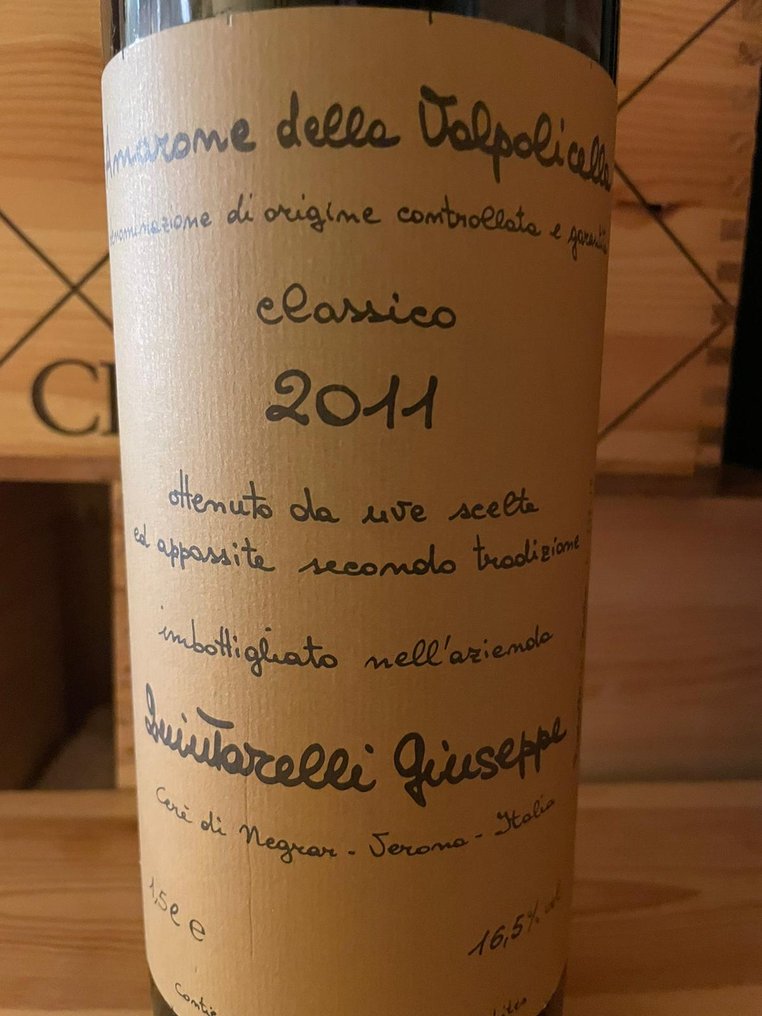 Amarone della Valpolicella
denominazione di origine controllata e garantita
classico
2011
ottenuto da uve scelte
ed appassite secondo tradizione
imbottigliato nell'azienda
Quintarelli Giuseppe
Cerè di Negrar - Verona - Italia
1,5 l e
16,5% vol